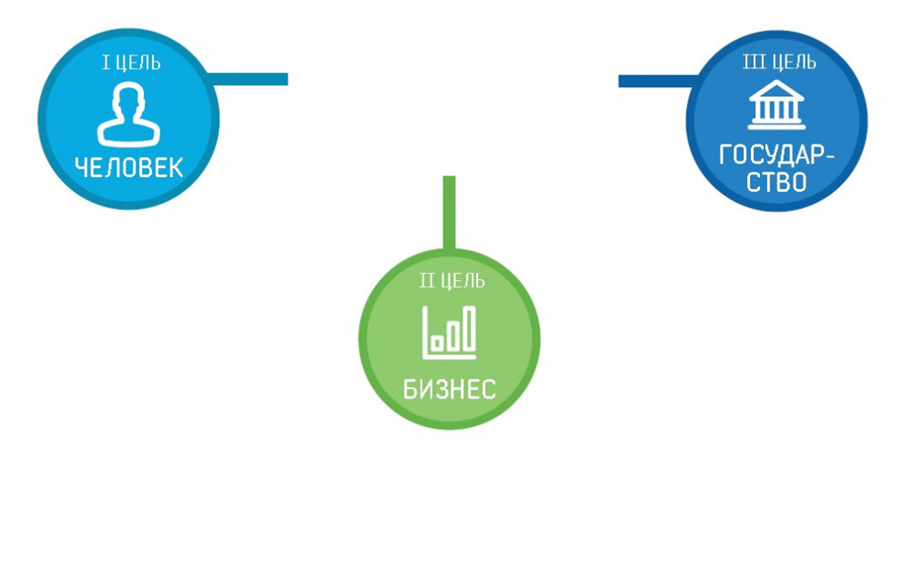 I ЦЕЛЬ
ЧЕЛОВЕК
II ЦЕЛЬ
БИЗНЕС
III ЦЕЛЬ
ГОСУДАР-
СТВО